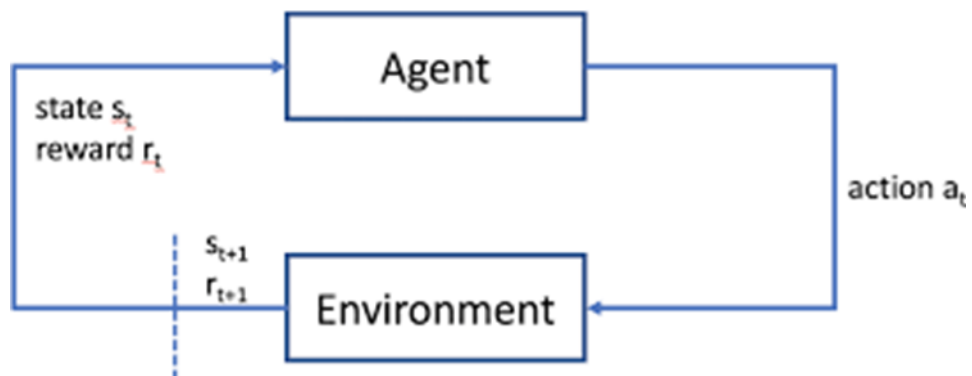 Agent
state sₜ
reward rₜ
action aₜ
sₜ₊₁
rₜ₊₁
Environment